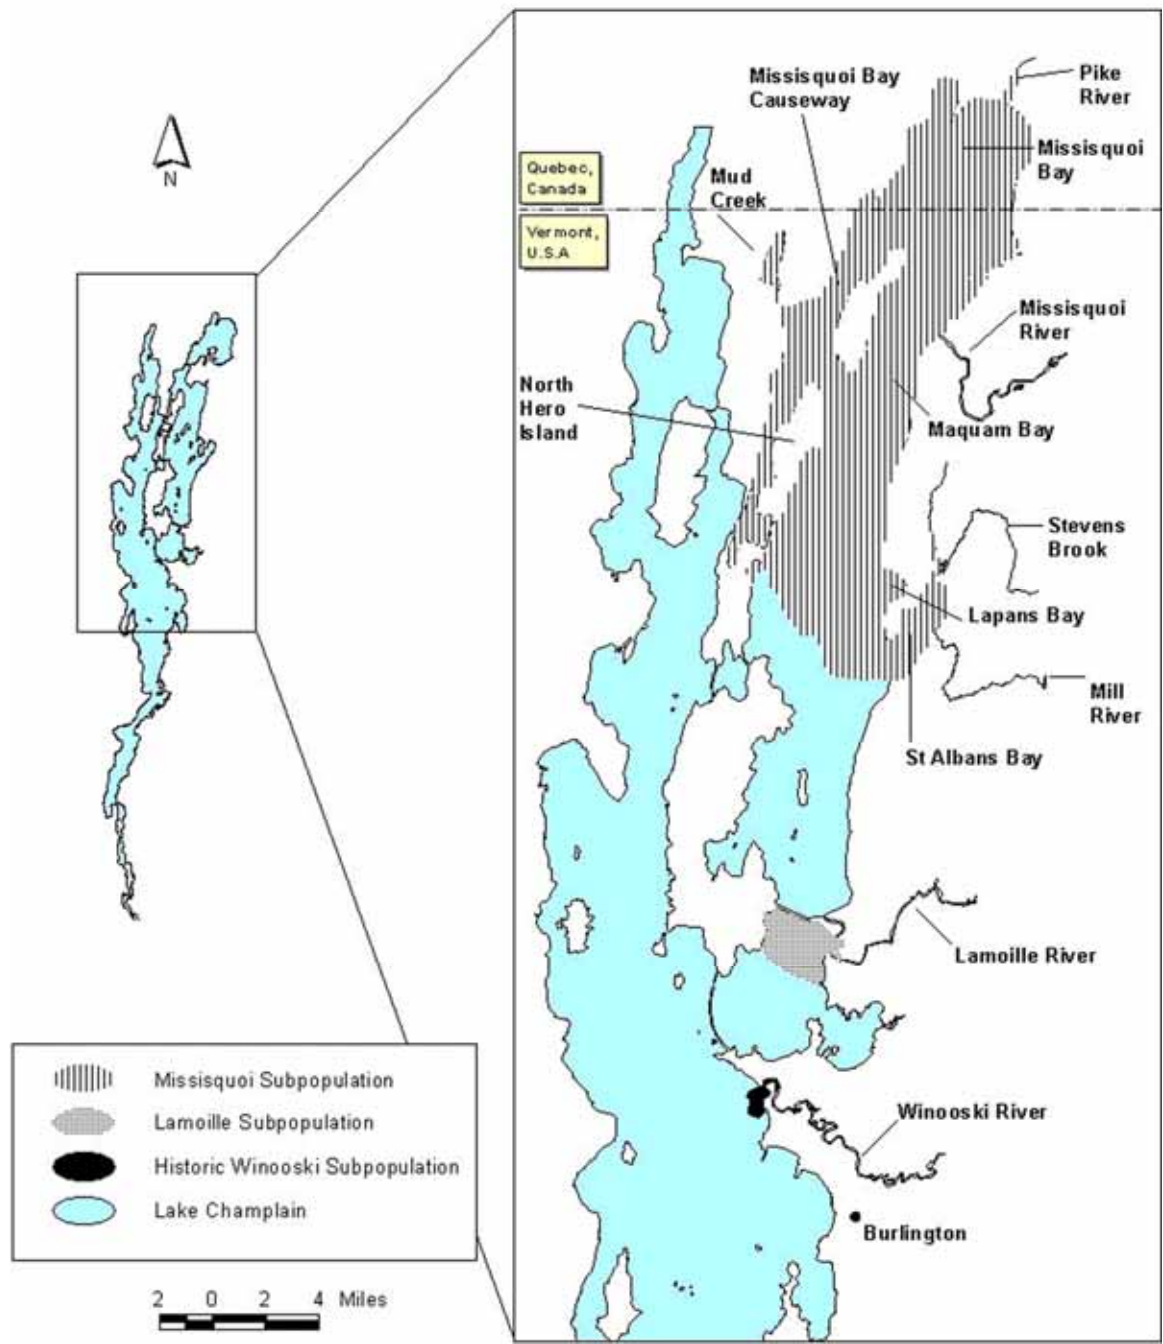 Missisquoi Bay
Causeway
Pike
River
Missisquoi
Bay
Quebec,
Canada
Mud
Creek
N
Vermont,
U.S.A
Missisquoi
River
North
Hero
Island
Maquam Bay
Stevens
Brook
Lapans Bay
Mill
River
St Albans Bay
Lamoille River
Missisquoi Subpopulation
Lamoille Subpopulation
Winooski River
Historic Winooski Subpopulation
Lake Champlain
Burlington
2 0 2 4 Miles